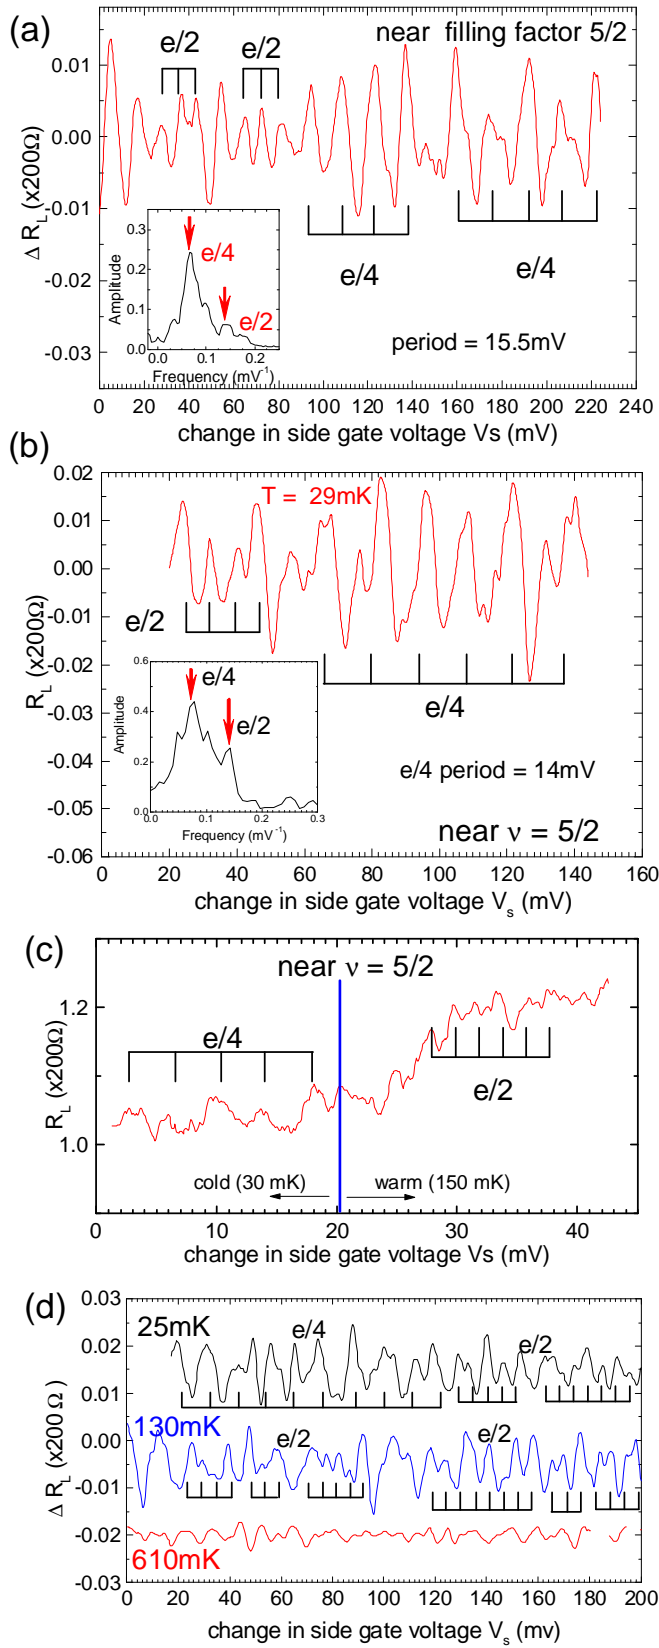 (a)
near filling factor 5/2
e/2
e/2
0.01
0.00
-0.01
-0.02
-0.03
Δ R_L (x200Ω)
e/4
e/4
period = 15.5mV
0.3
0.2
0.1
0.0
Amplitude
e/4
e/2
0.0 0.1 0.2
Frequency (mV⁻¹)
0 20 40 60 80 100 120 140 160 180 200 220 240
change in side gate voltage Vs (mV)
(b)
0.02
0.01
0.00
-0.01
-0.02
-0.03
-0.04
-0.05
-0.06
R_L (x200Ω)
T = 29mK
e/2
e/4
e/4 period = 14mV
near ν = 5/2
0.6
0.4
0.2
0.0
Amplitude
e/4
e/2
0.0 0.1 0.2 0.3
Frequency (mV⁻¹)
0 20 40 60 80 100 120 140 160
change in side gate voltage V_s (mV)
(c)
near ν = 5/2
1.2
1.0
R_L (x200Ω)
e/4
e/2
cold (30 mK)
warm (150 mK)
0 10 20 30 40
change in side gate voltage Vs (mV)
(d)
0.03
0.02
0.01
0.00
-0.01
-0.02
-0.03
Δ R_L (x200 Ω)
25mK
e/4
e/2
130mK
e/2
e/2
610mK
0 20 40 60 80 100 120 140 160 180 200
change in side gate voltage V_s (mv)